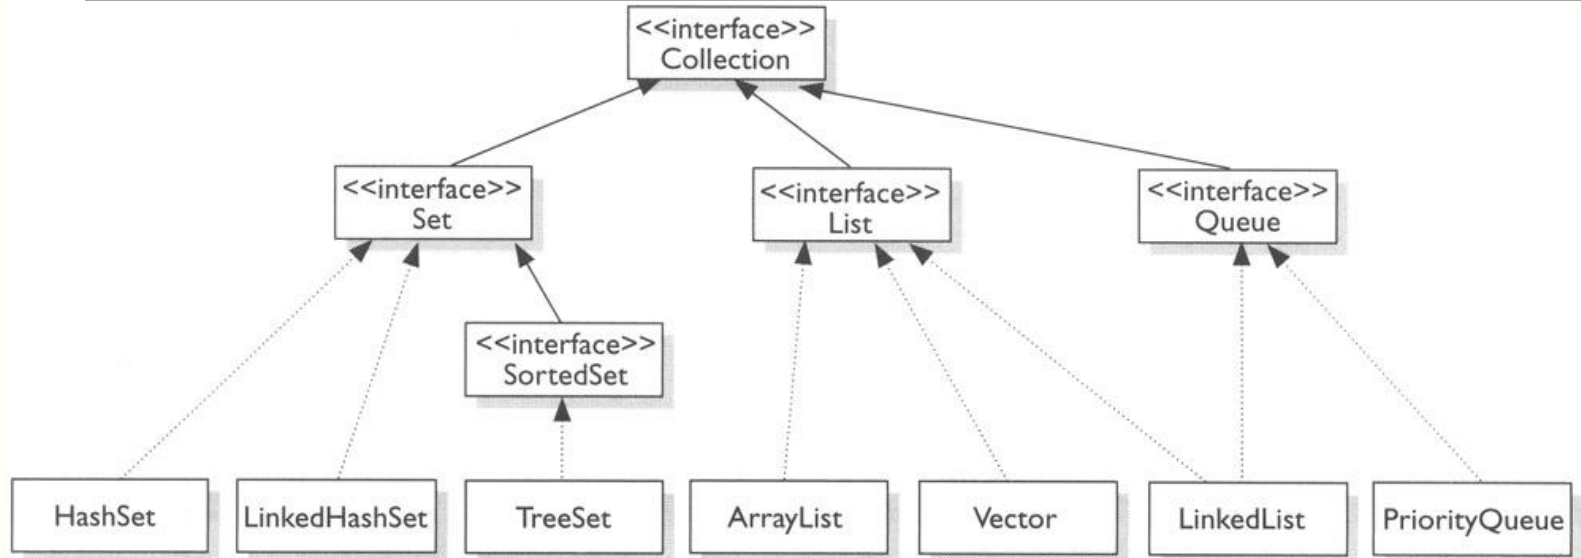 <<interface>>
Collection
<<interface>>
Set
<<interface>>
List
<<interface>>
Queue
<<interface>>
SortedSet
HashSet
LinkedHashSet
TreeSet
ArrayList
Vector
LinkedList
PriorityQueue